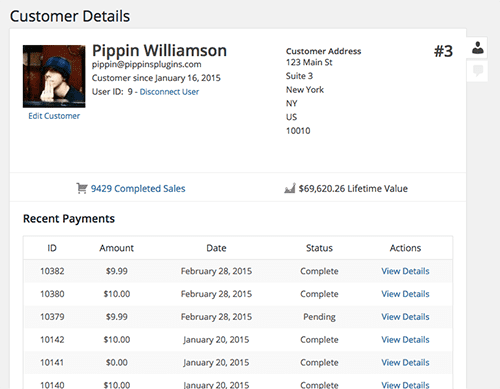 Customer Details
Pippin Williamson
pippin@pippinsplugins.com
Customer since January 16, 2015
User ID: 9 - Disconnect User
Edit Customer
Customer Address
123 Main St
Suite 3
New York
NY
US
10010
#3
9429 Completed Sales
$69,620.26 Lifetime Value
Recent Payments
ID Amount Date Status Actions
10382 $9.99 February 28, 2015 Complete View Details
10380 $10.00 February 28, 2015 Complete View Details
10379 $9.99 February 28, 2015 Pending View Details
10142 $10.00 January 20, 2015 Complete View Details
10141 $0.00 January 20, 2015 Complete View Details
10140 $10.00 January 20, 2015 Complete View Details